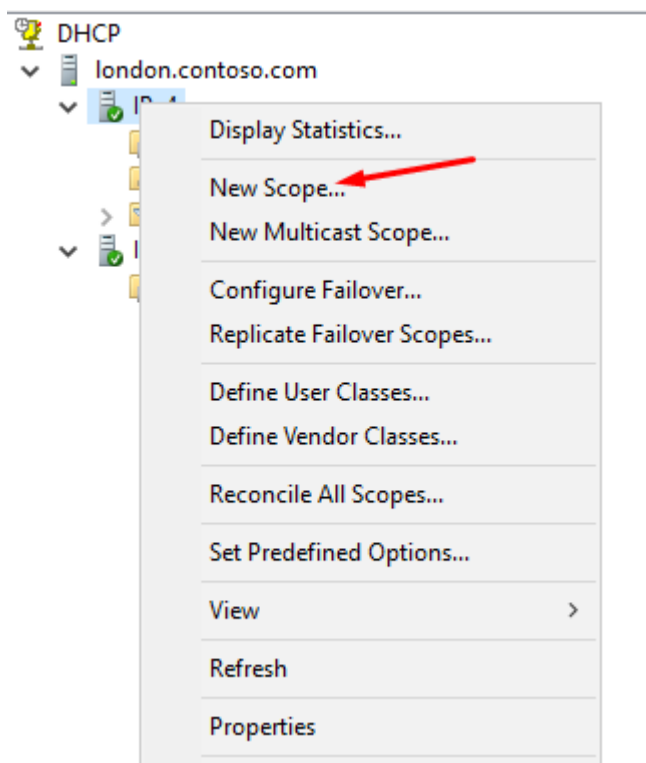 DHCP
london.contoso.com
Display Statistics...
New Scope...
New Multicast Scope...
Configure Failover...
Replicate Failover Scopes...
Define User Classes...
Define Vendor Classes...
Reconcile All Scopes...
Set Predefined Options...
View
Refresh
Properties